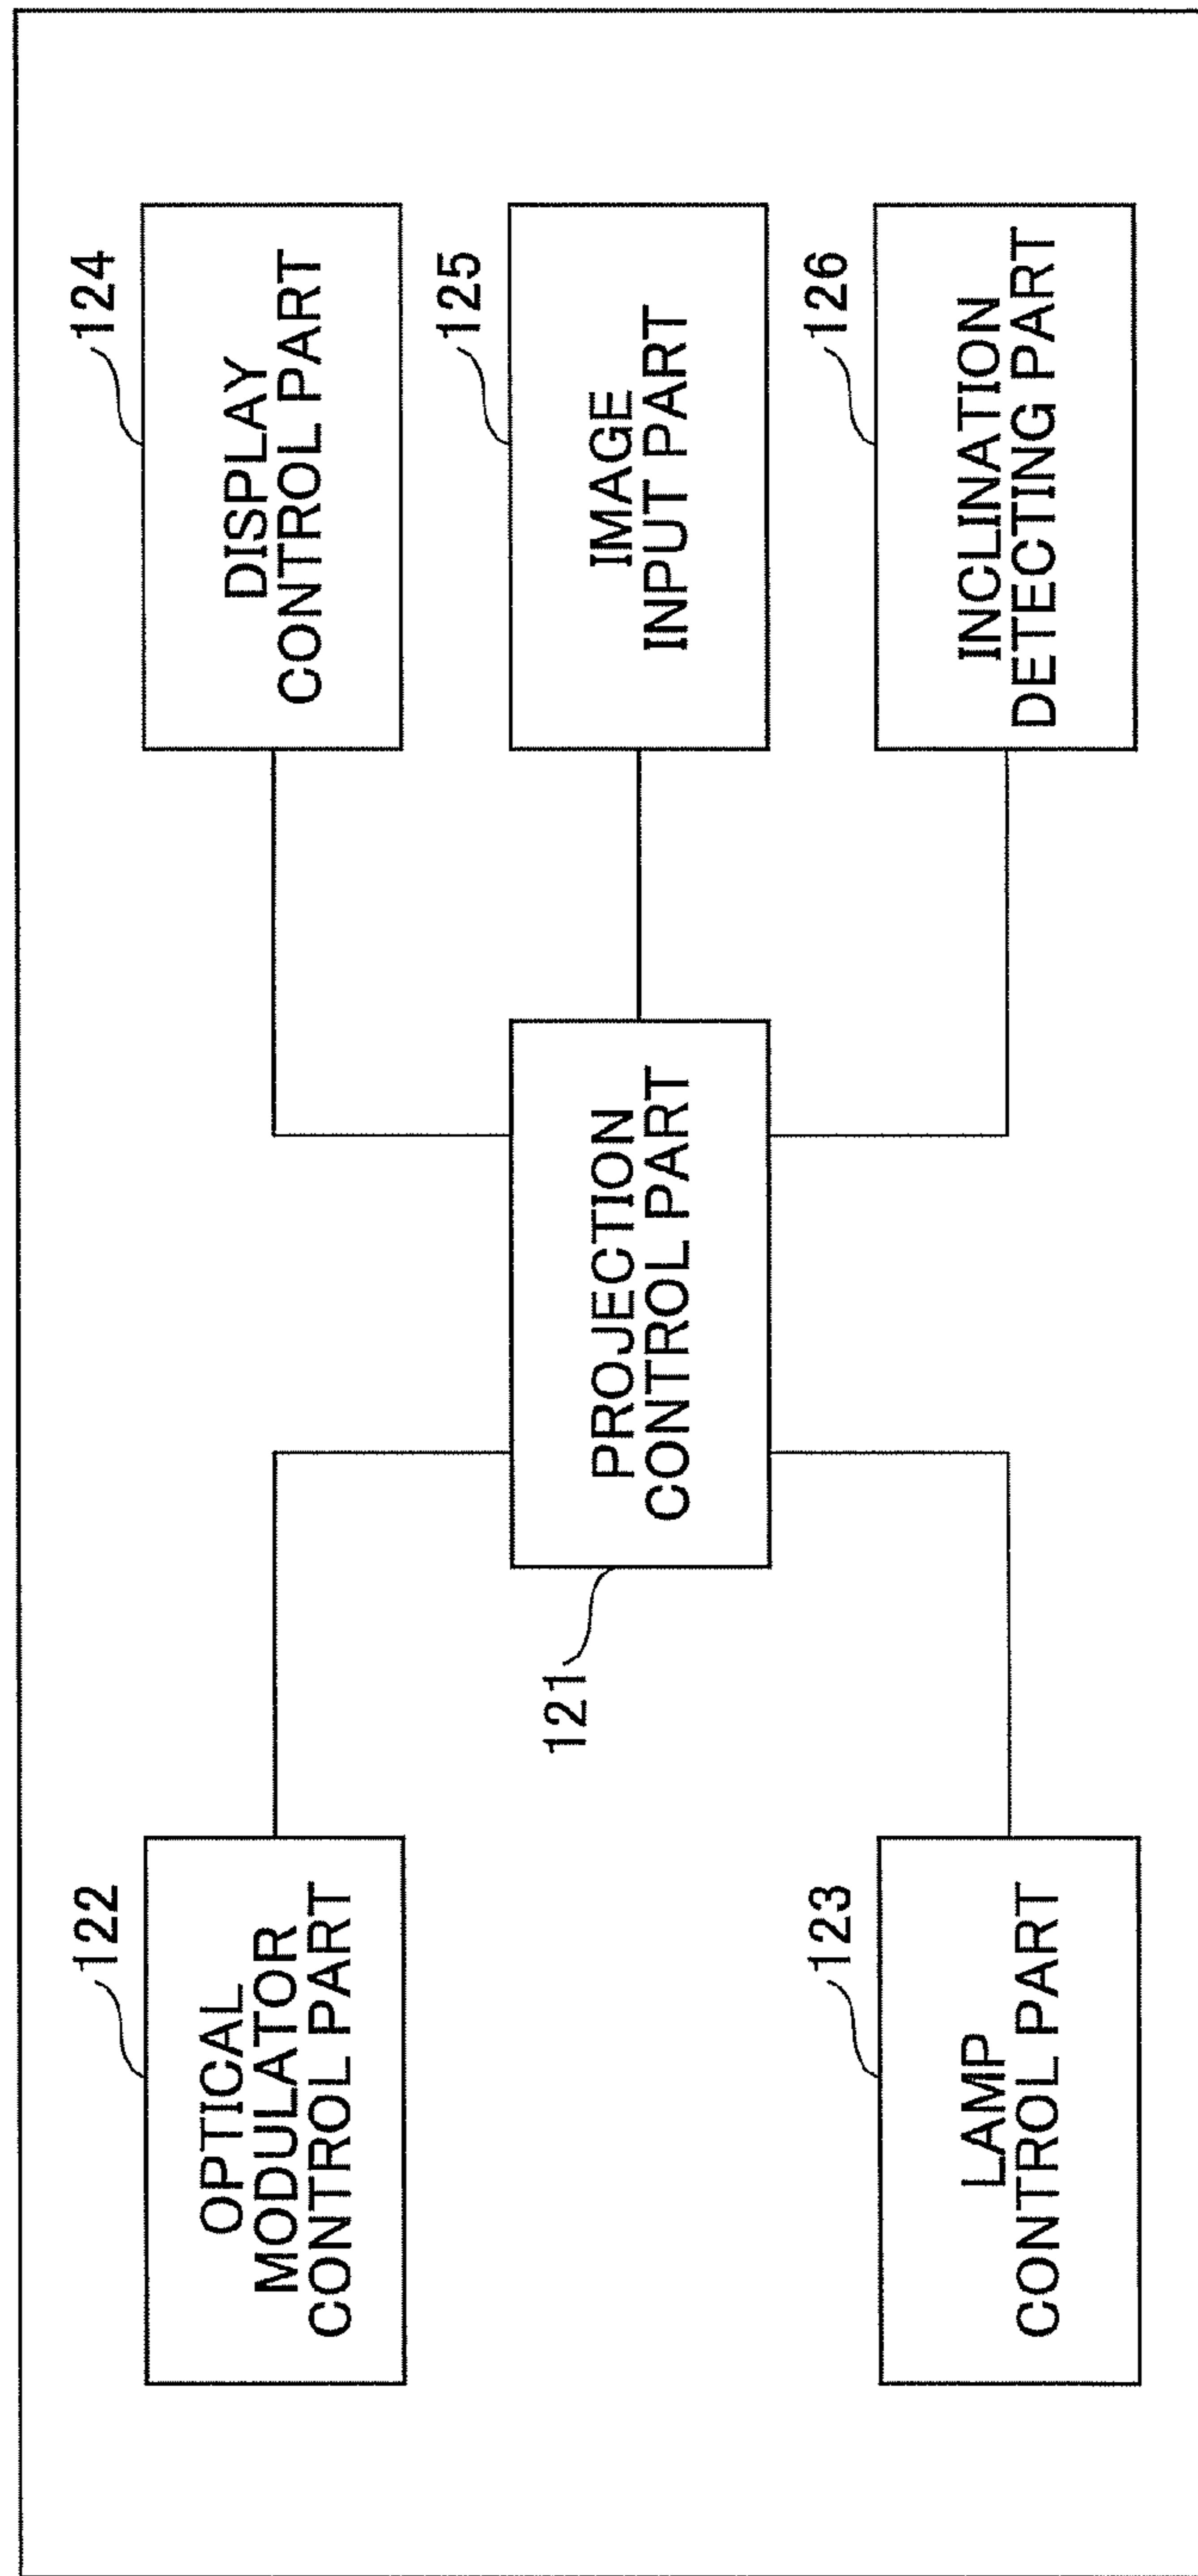 122
OPTICAL
MODULATOR
CONTROL PART
123
LAMP
CONTROL PART
121
PROJECTION
CONTROL PART
124
DISPLAY
CONTROL PART
125
IMAGE
INPUT PART
126
INCLINATION
DETECTING PART